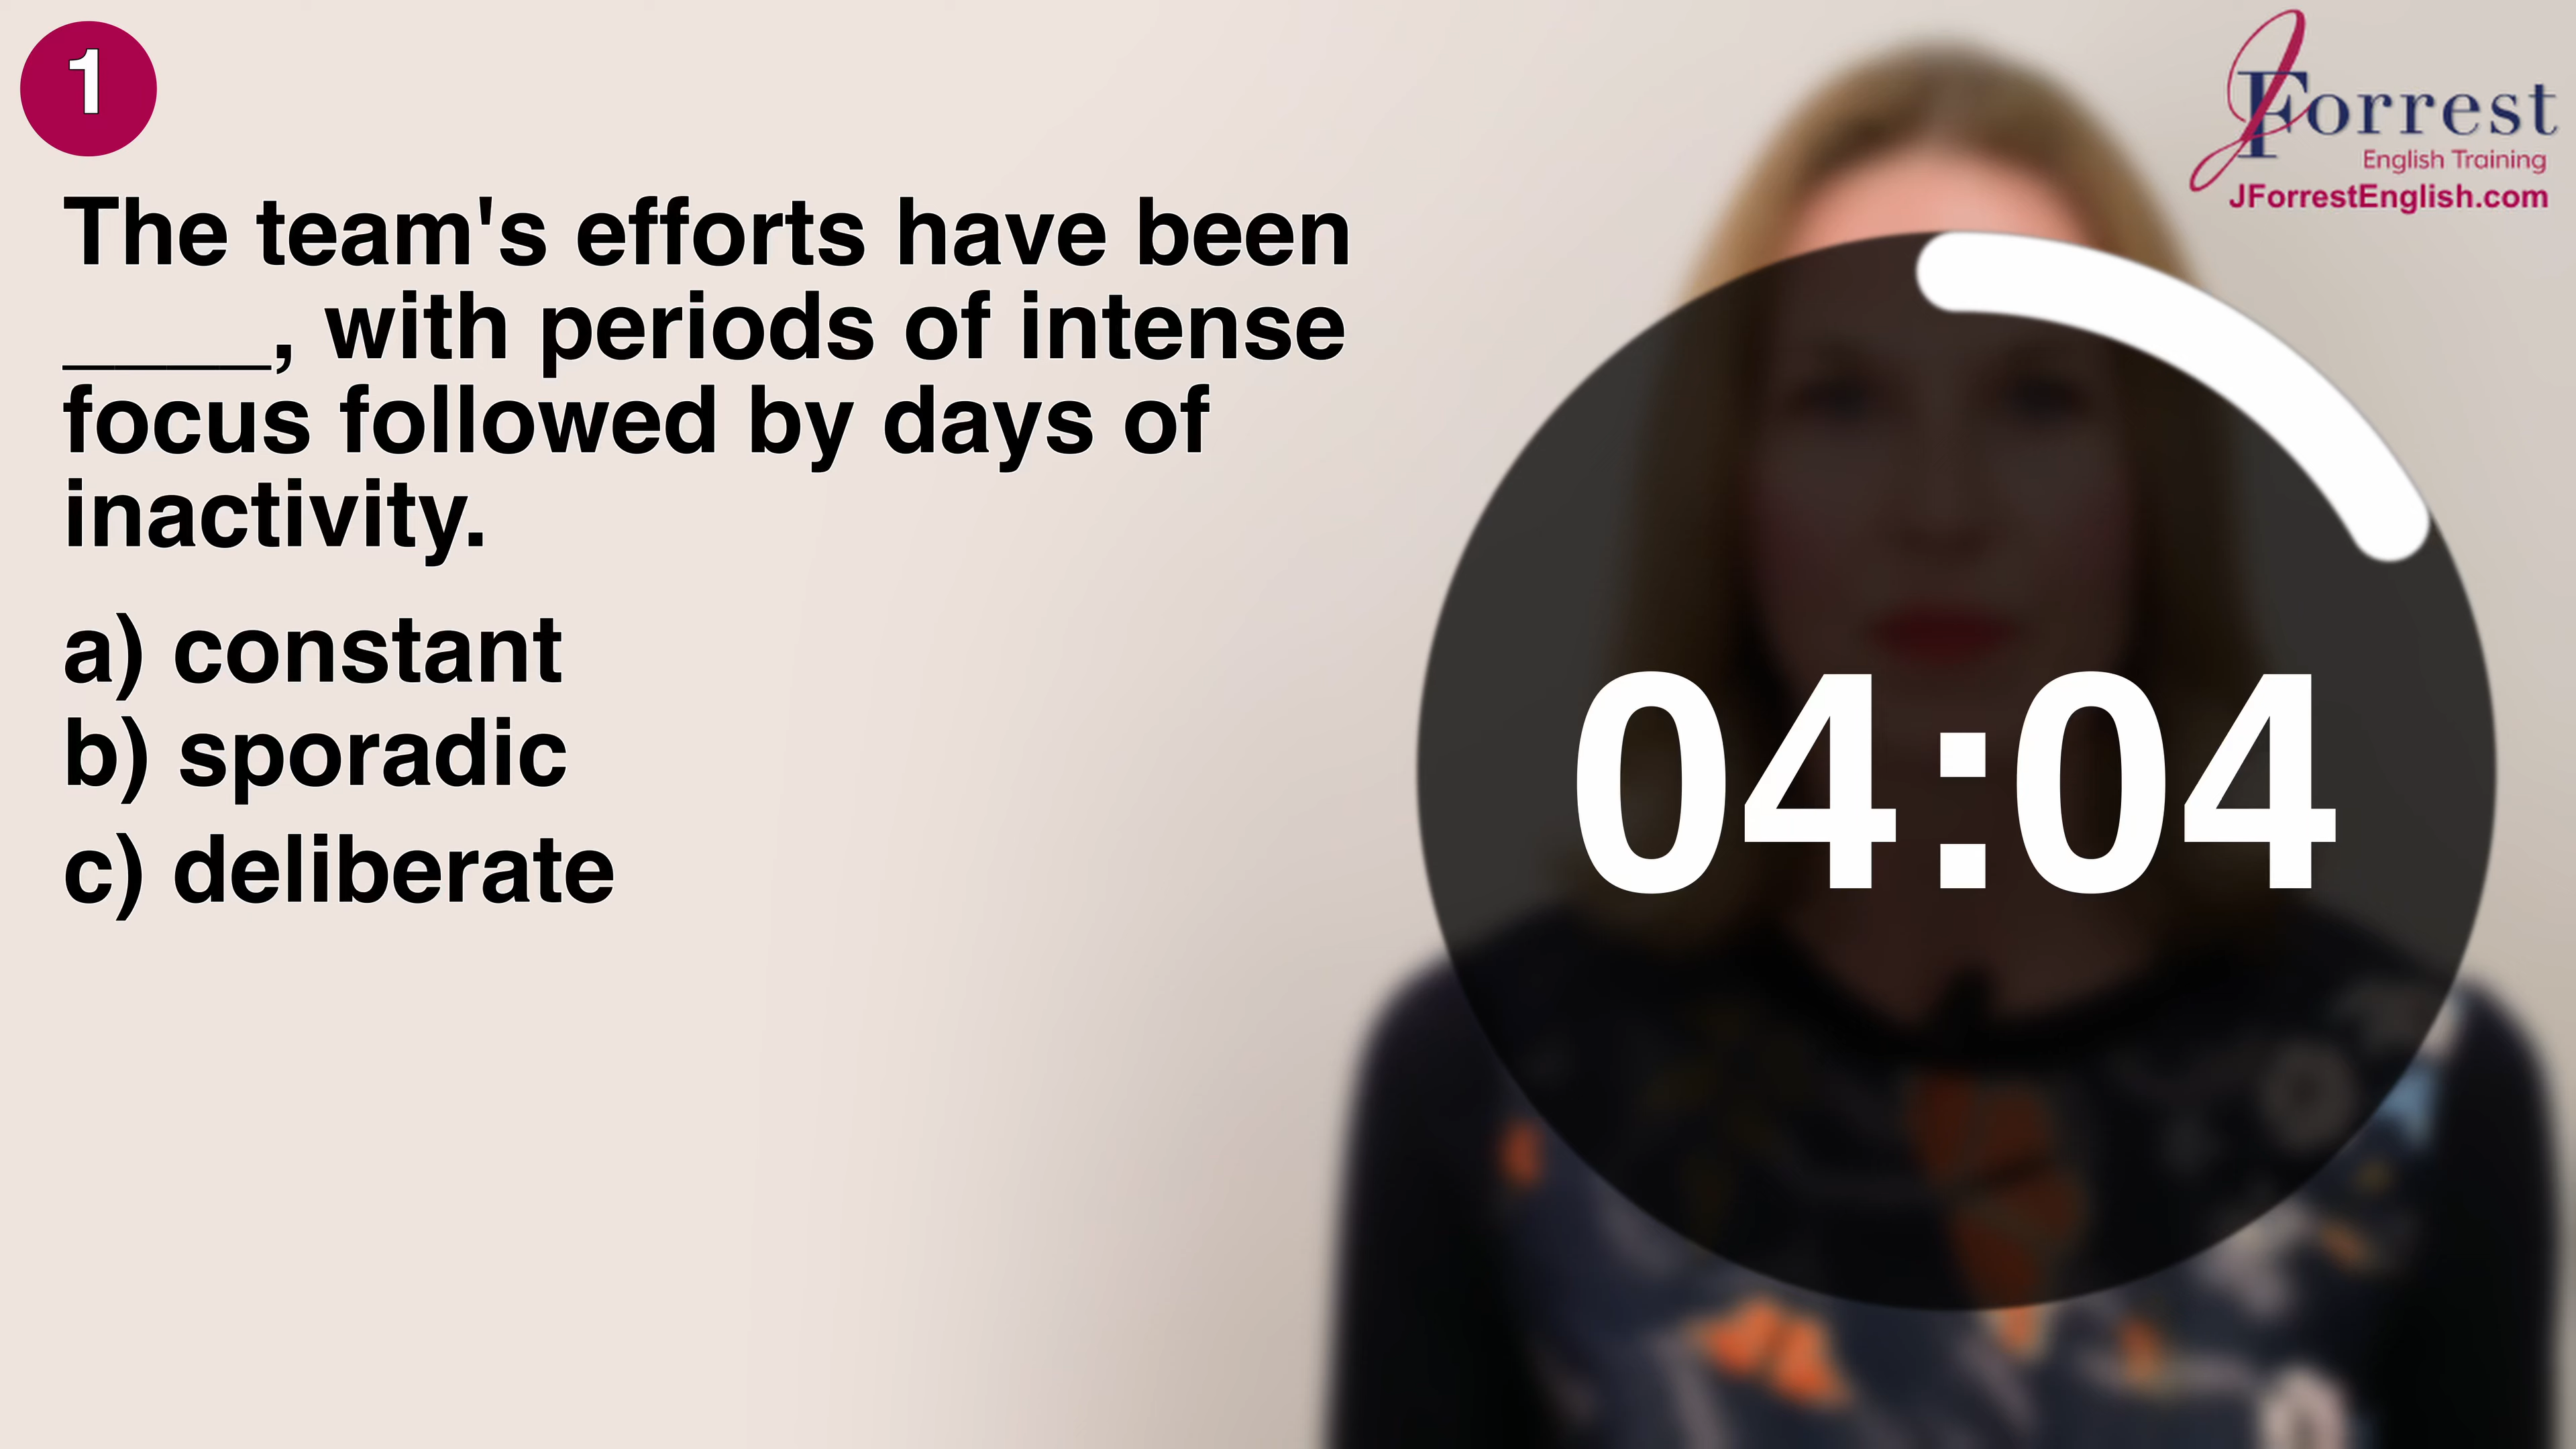 1
The team's efforts have been
____, with periods of intense
focus followed by days of
inactivity.
a) constant
b) sporadic
c) deliberate
JForrest
English Training
JForrestEnglish.com
04:04